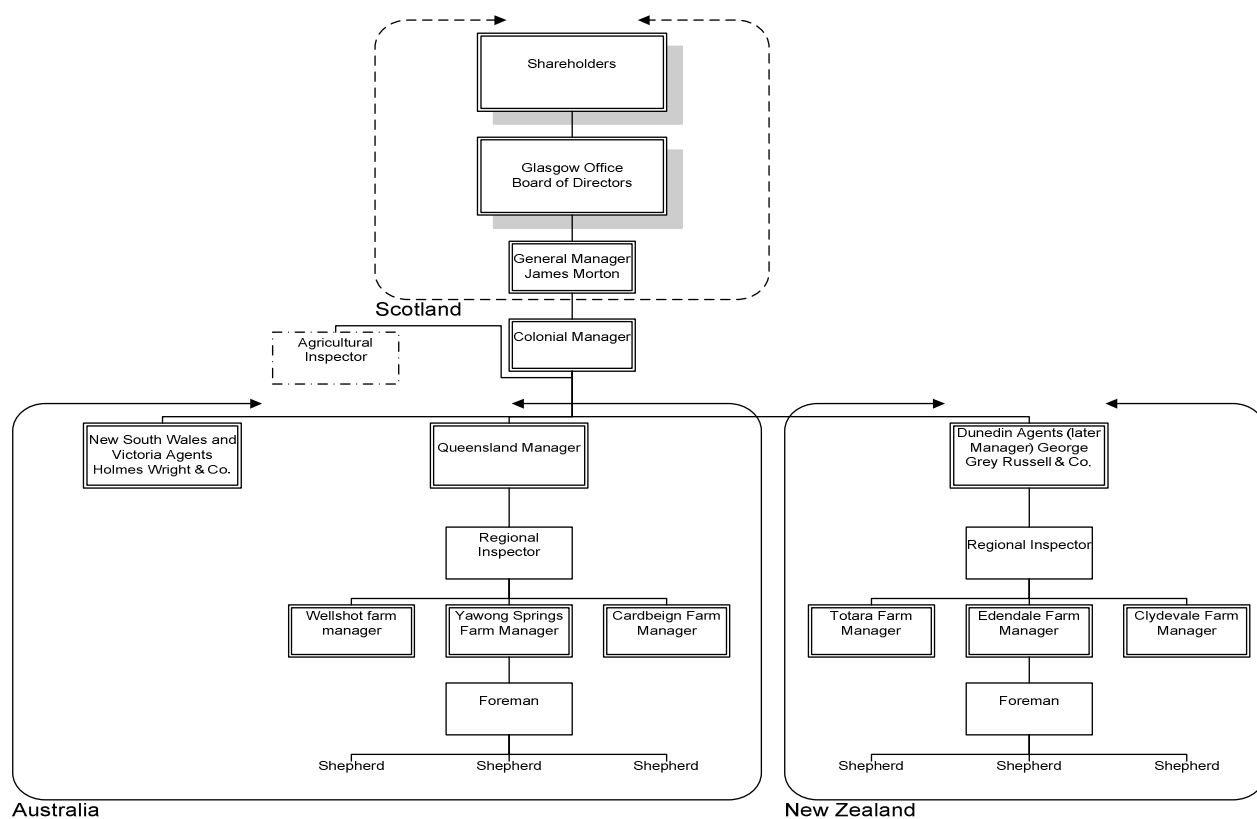 Shareholders
Glasgow Office
Board of Directors
General Manager
James Morton
Scotland
Colonial Manager
Agricultural
Inspector
New South Wales and
Victoria Agents
Holmes Wright & Co.
Queensland Manager
Dunedin Agents (later
Manager) George
Grey Russell & Co.
Regional
Inspector
Regional Inspector
Wellshot farm
manager
Yawong Springs
Farm Manager
Cardbeign Farm
Manager
Totara Farm
Manager
Edendale Farm
Manager
Clydevale Farm
Manager
Foreman
Foreman
Shepherd
Shepherd
Shepherd
Shepherd
Shepherd
Shepherd
Australia
New Zealand